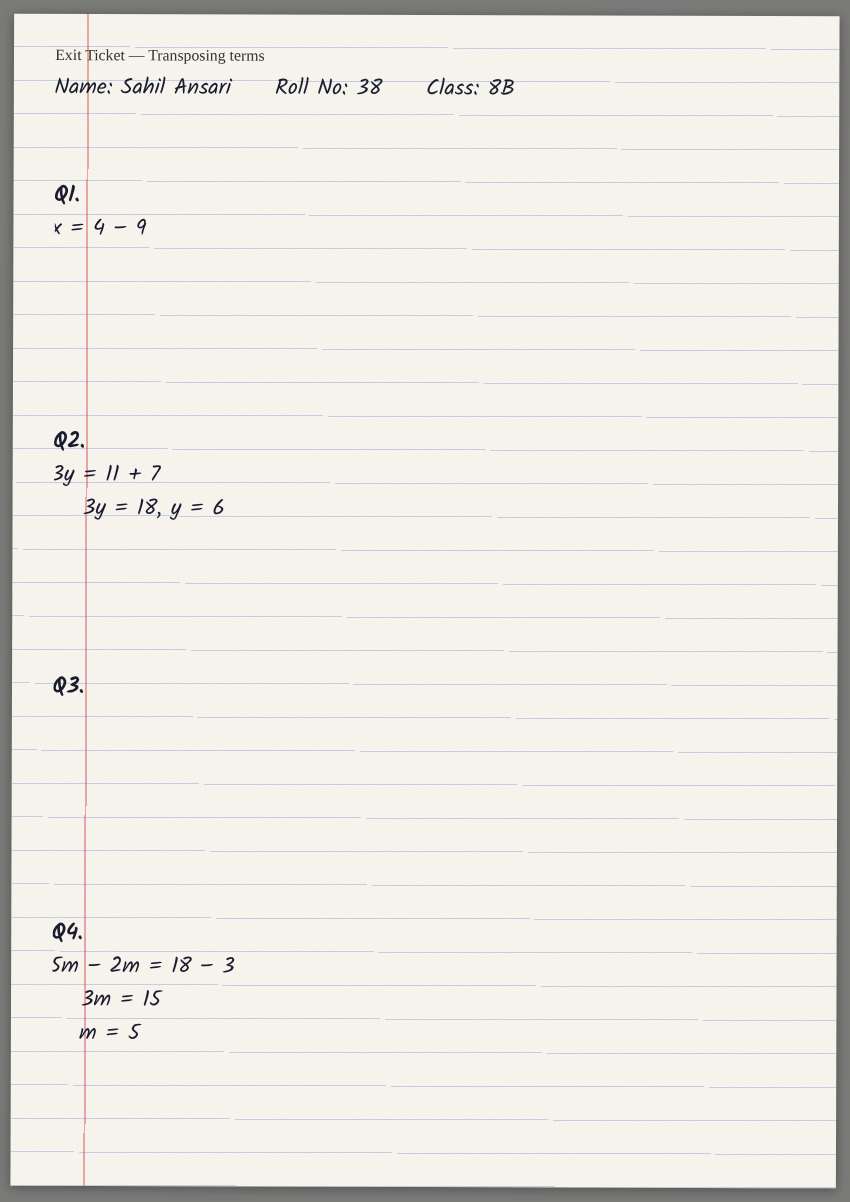 Exit Ticket — Transposing terms
Name: Sahil Ansari Roll No: 38 Class: 8B
Q1.
x = 4 − 9
Q2.
3y = 11 + 7
3y = 18, y = 6
Q3.
Q4.
5m − 2m = 18 − 3
3m = 15
m = 5